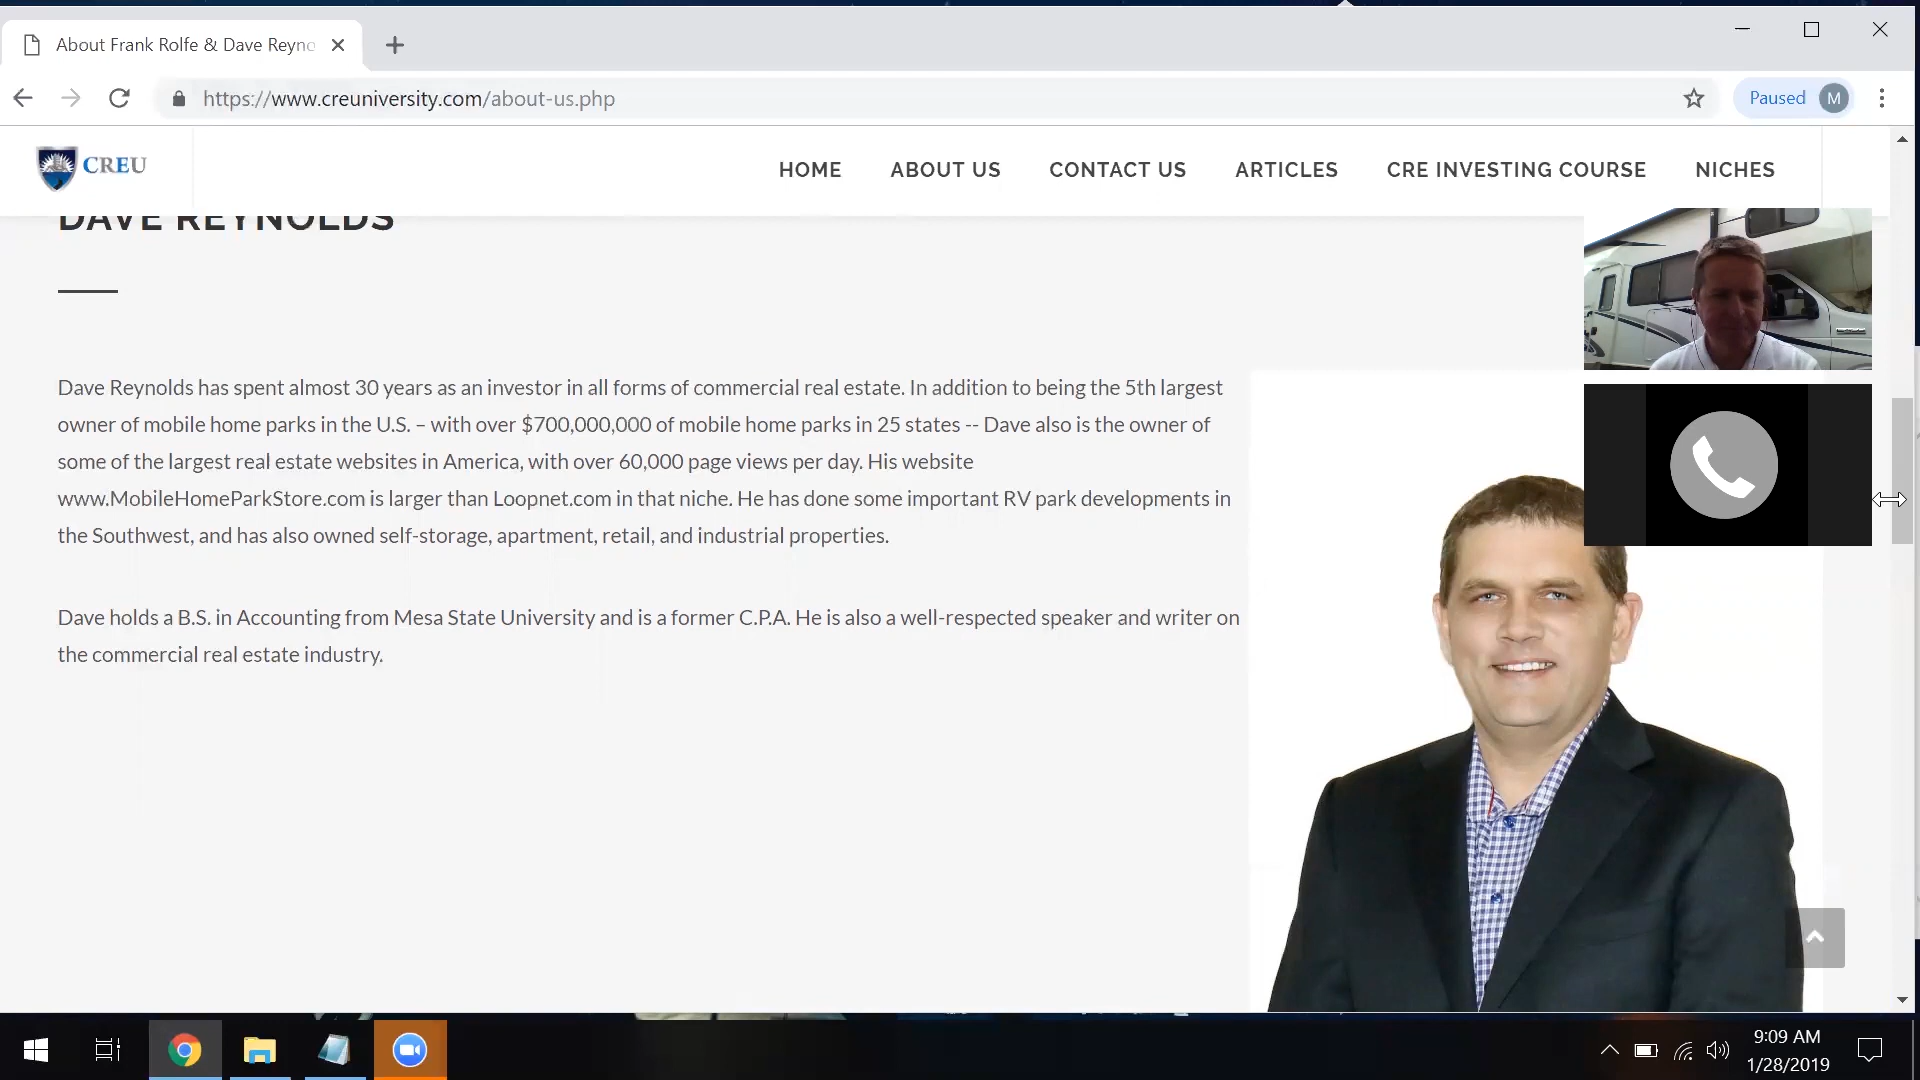 About Frank Rolfe & Dave Reyno
https://www.creuniversity.com/about-us.php
Paused M
CREU
HOME ABOUT US CONTACT US ARTICLES CRE INVESTING COURSE NICHES
DAVE REYNOLDS
Dave Reynolds has spent almost 30 years as an investor in all forms of commercial real estate. In addition to being the 5th largest
owner of mobile home parks in the U.S. – with over $700,000,000 of mobile home parks in 25 states -- Dave also is the owner of
some of the largest real estate websites in America, with over 60,000 page views per day. His website
www.MobileHomeParkStore.com is larger than Loopnet.com in that niche. He has done some important RV park developments in
the Southwest, and has also owned self-storage, apartment, retail, and industrial properties.
Dave holds a B.S. in Accounting from Mesa State University and is a former C.P.A. He is also a well-respected speaker and writer on
the commercial real estate industry.
9:09 AM
1/28/2019